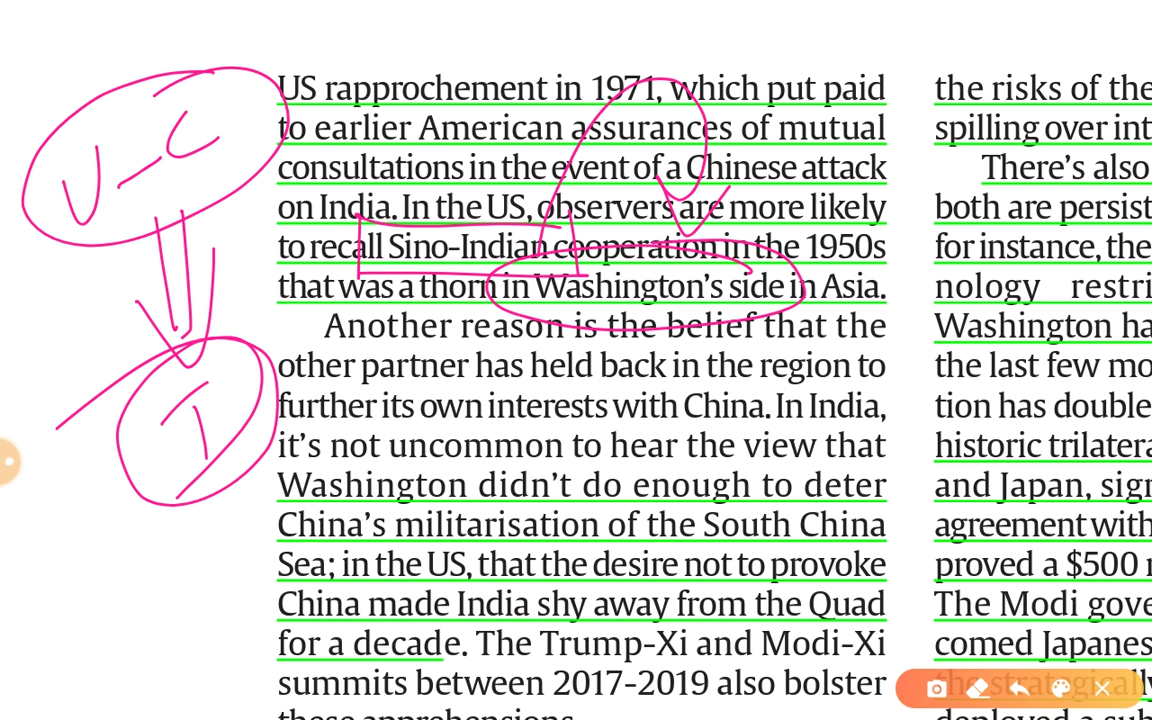 US rapprochement in 1971, which put paid
to earlier American assurances of mutual
consultations in the event of a Chinese attack
on India. In the US, observers are more likely
to recall Sino-Indian cooperation in the 1950s
that was a thorn in Washington's side in Asia.
Another reason is the belief that the
other partner has held back in the region to
further its own interests with China. In India,
it's not uncommon to hear the view that
Washington didn't do enough to deter
China's militarisation of the South China
Sea; in the US, that the desire not to provoke
China made India shy away from the Quad
for a decade. The Trump-Xi and Modi-Xi
summits between 2017-2019 also bolster
these apprehensions.
the risks of the
spilling over int
There's also
both are persist
for instance, the
nology restri
Washington ha
the last few mo
tion has double
historic trilatera
and Japan, sign
agreement with
proved a $500 m
The Modi gove
comed Japanes
the strategically
deployed a sub
U-C
I